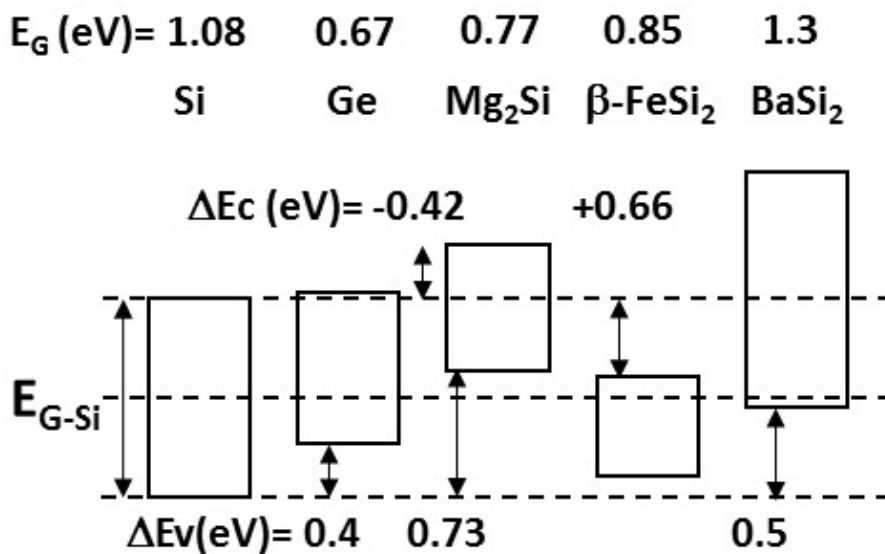 E_G (eV)= 1.08 0.67 0.77 0.85 1.3
Si Ge Mg₂Si β-FeSi₂ BaSi₂
ΔEc (eV)= -0.42 +0.66
E_G-Si
ΔEv(eV)= 0.4 0.73 0.5